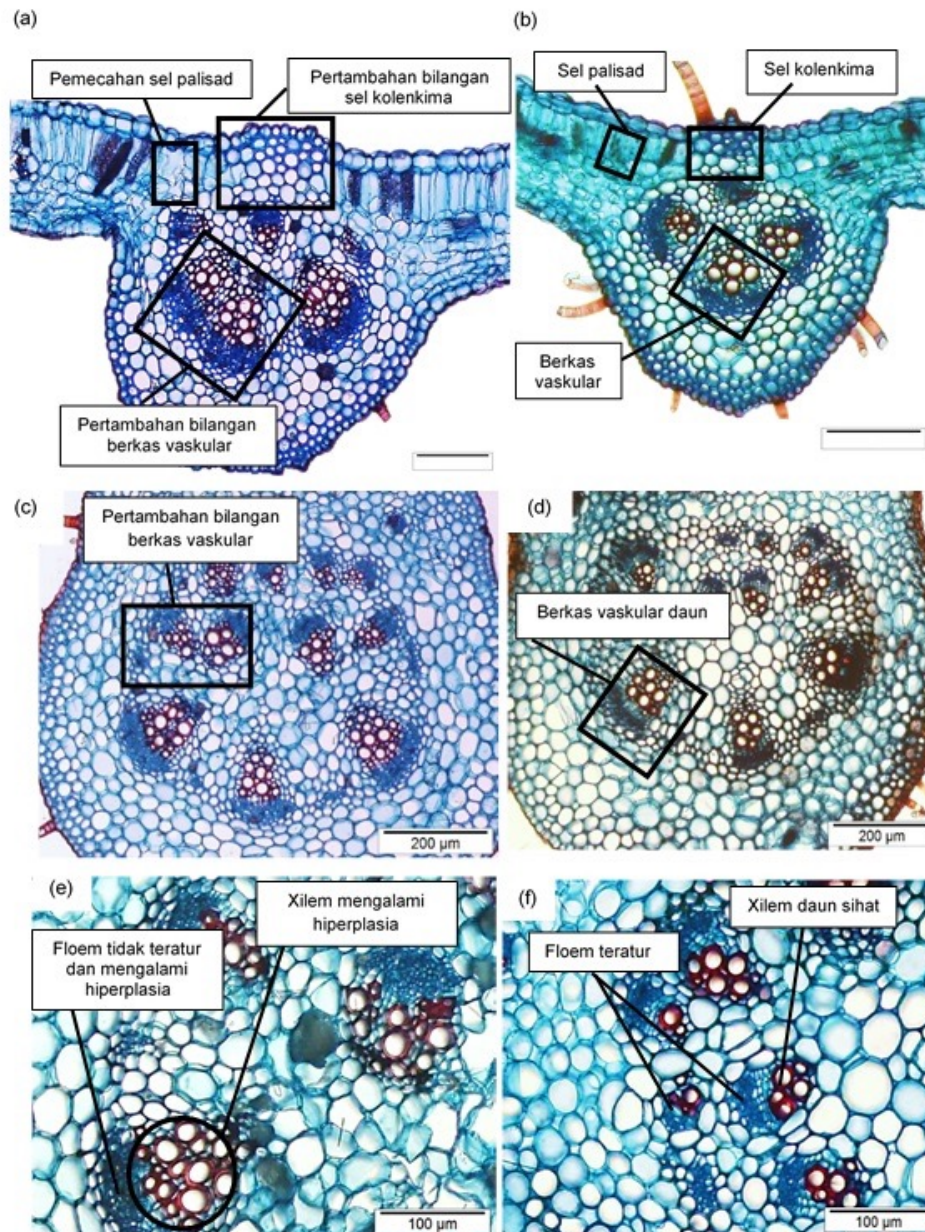 (a)
Pemecahan sel palisad
Pertambahan bilangan
sel kolenkima
Pertambahan bilangan
berkas vaskular
(b)
Sel palisad
Sel kolenkima
Berkas
vaskular
(c)
Pertambahan bilangan
berkas vaskular
200 µm
(d)
Berkas vaskular daun
200 µm
(e)
Xilem mengalami
hiperplasia
Floem tidak teratur
dan mengalami
hiperplasia
100 µm
(f)
Xilem daun sihat
Floem teratur
100 µm